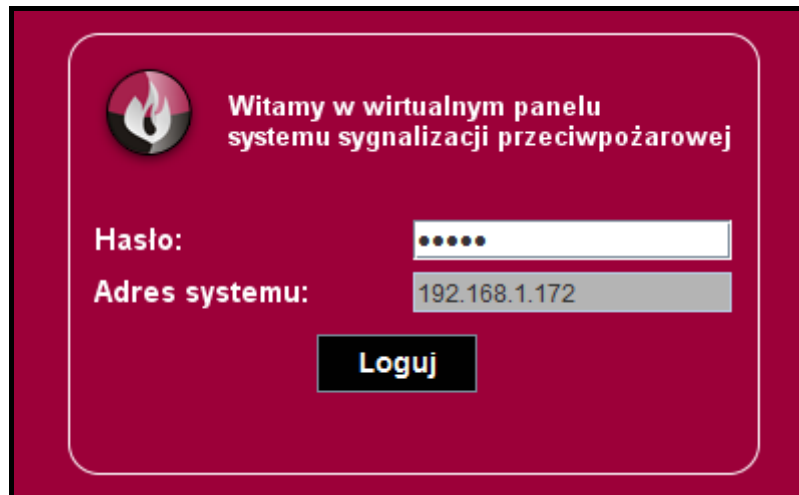 Witamy w wirtualnym panelu
systemu sygnalizacji przeciwpożarowej
Hasło:
•••••
Adres systemu:
192.168.1.172
Loguj